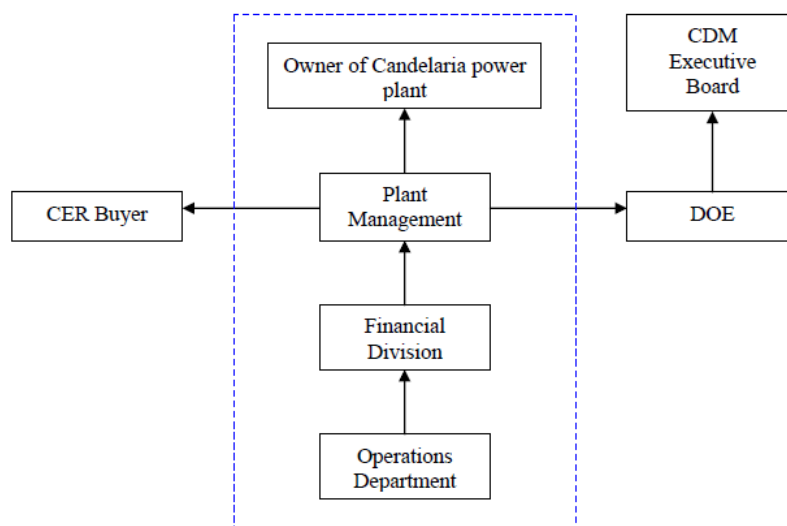 Owner of Candelaria power
plant
CDM
Executive
Board
CER Buyer
Plant
Management
DOE
Financial
Division
Operations
Department